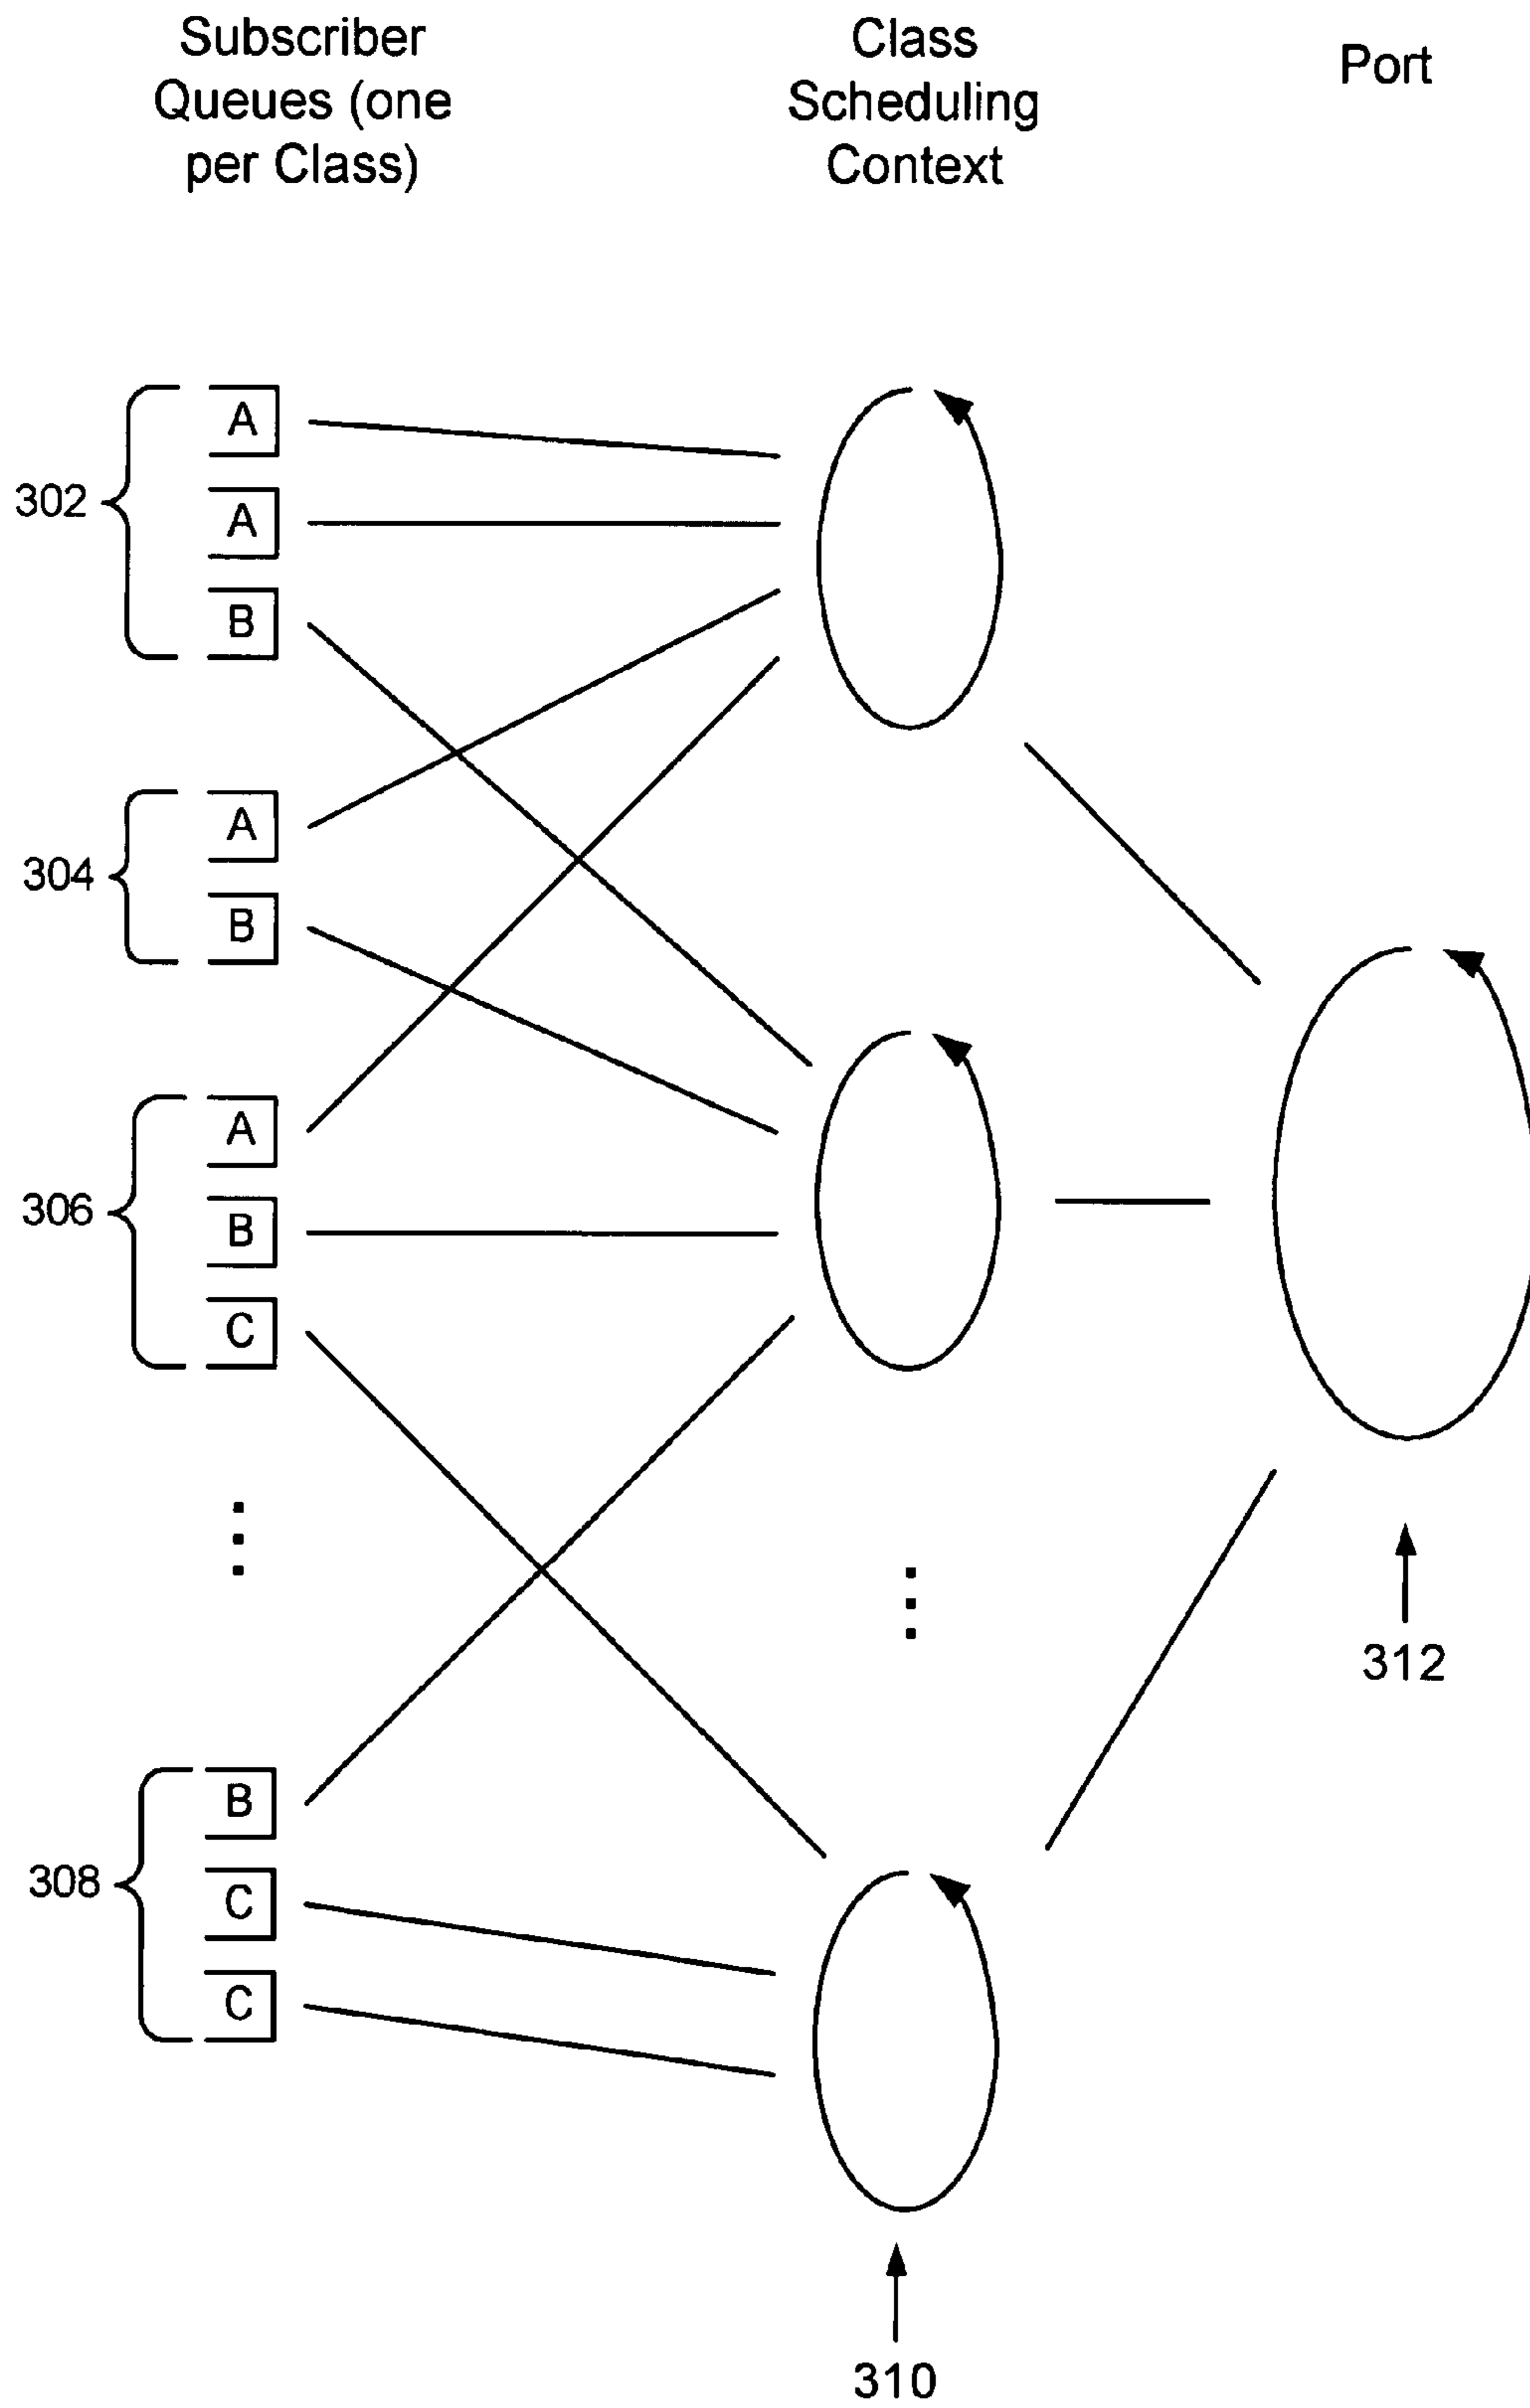 Subscriber
Queues (one
per Class)
Class
Scheduling
Context
Port
302
A
A
B
304
A
B
306
A
B
C
308
B
C
C
312
310